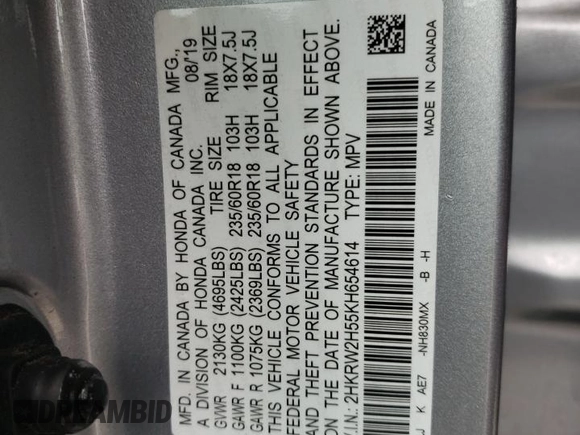 MFD. IN CANADA BY HONDA OF CANADA MFG.,
A DIVISION OF HONDA CANADA INC. 08/'19
GVWR 2130KG (4695LBS) TIRE SIZE RIM SIZE
GAWR F 1100KG (2425LBS) 235/60R18 103H 18X7.5J
GAWR R 1075KG (2369LBS) 235/60R18 103H 18X7.5J
THIS VEHICLE CONFORMS TO ALL APPLICABLE
FEDERAL MOTOR VEHICLE SAFETY
AND THEFT PREVENTION STANDARDS IN EFFECT
ON THE DATE OF MANUFACTURE SHOWN ABOVE.
V.I.N.: 2HKRW2H55KH654614 TYPE: MPV
J K AE7 -NH830MX -B -H MADE IN CANADA
DREAMBID